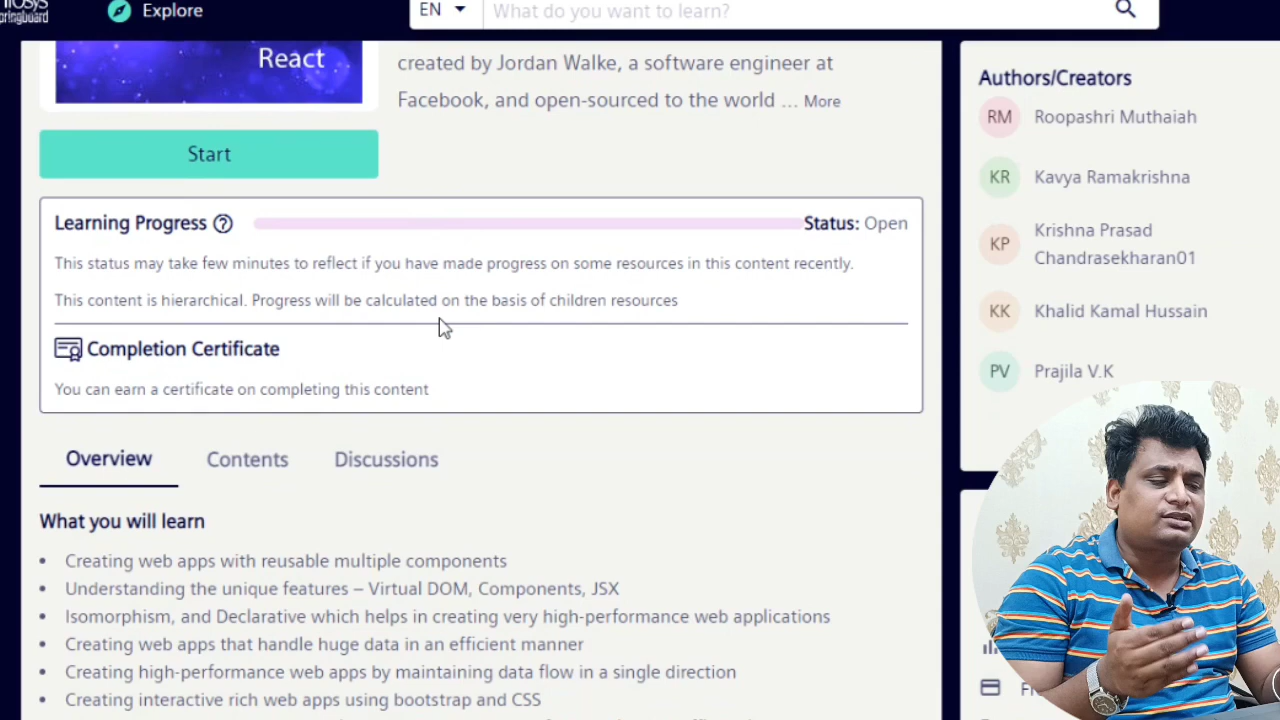 Explore
EN
What do you want to learn?
React
created by Jordan Walke, a software engineer at
Facebook, and open-sourced to the world ... More
Start
Learning Progress
Status: Open
This status may take few minutes to reflect if you have made progress on some resources in this content recently.
This content is hierarchical. Progress will be calculated on the basis of children resources
Completion Certificate
You can earn a certificate on completing this content
Overview
Contents
Discussions
What you will learn
• Creating web apps with reusable multiple components
• Understanding the unique features – Virtual DOM, Components, JSX
• Isomorphism, and Declarative which helps in creating very high-performance web applications
• Creating web apps that handle huge data in an efficient manner
• Creating high-performance web apps by maintaining data flow in a single direction
• Creating interactive rich web apps using bootstrap and CSS
Authors/Creators
RM Roopashri Muthaiah
KR Kavya Ramakrishna
KP Krishna Prasad
Chandrasekharan01
KK Khalid Kamal Hussain
PV Prajila V.K